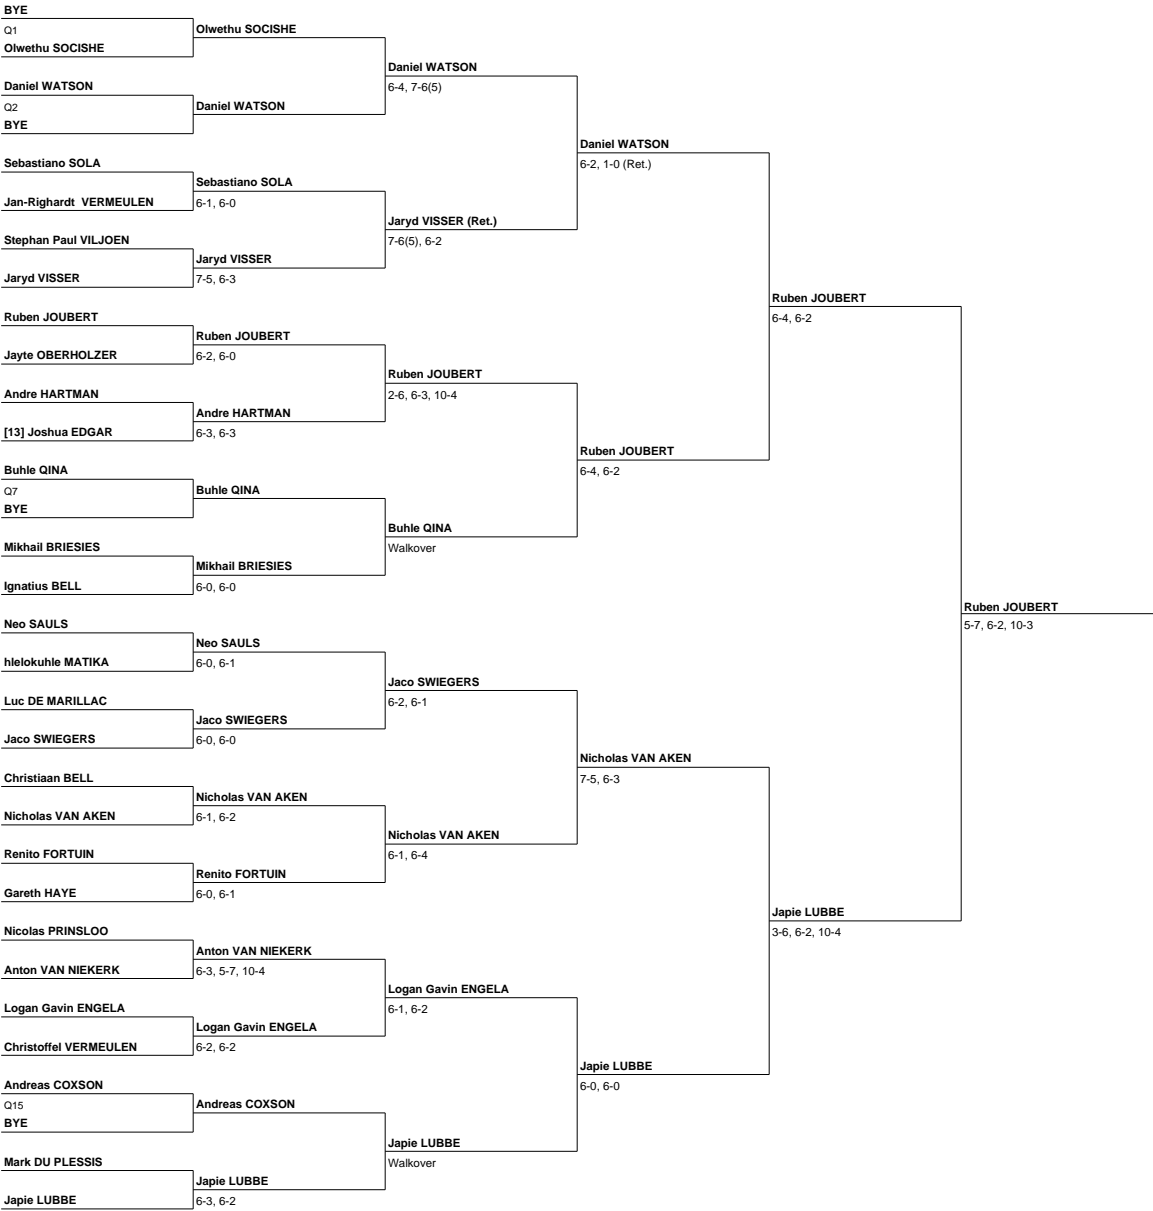 BYE
Q1
Olwethu SOCISHE
Daniel WATSON
Q2
BYE
Sebastiano SOLA
Jan-Righardt  VERMEULEN
Stephan Paul VILJOEN
Jaryd VISSER
Ruben JOUBERT
Jayte OBERHOLZER
Andre HARTMAN
[13] Joshua EDGAR
Buhle QINA
Q7
BYE
Mikhail BRIESIES
Ignatius BELL
Neo SAULS
hlelokuhle MATIKA
Luc DE MARILLAC
Jaco SWIEGERS
Christiaan BELL
Nicholas VAN AKEN
Renito FORTUIN
Gareth HAYE
Nicolas PRINSLOO
Anton VAN NIEKERK
Logan Gavin ENGELA
Christoffel VERMEULEN
Andreas COXSON
Q15
BYE
Mark DU PLESSIS
Japie LUBBE
Olwethu SOCISHE
Daniel WATSON
Sebastiano SOLA
6-1, 6-0
Jaryd VISSER
7-5, 6-3
Ruben JOUBERT
6-2, 6-0
Andre HARTMAN
6-3, 6-3
Buhle QINA
Mikhail BRIESIES
6-0, 6-0
Neo SAULS
6-0, 6-1
Jaco SWIEGERS
6-0, 6-0
Nicholas VAN AKEN
6-1, 6-2
Renito FORTUIN
6-0, 6-1
Anton VAN NIEKERK
6-3, 5-7, 10-4
Logan Gavin ENGELA
6-2, 6-2
Andreas COXSON
Japie LUBBE
6-3, 6-2
Daniel WATSON
6-4, 7-6(5)
Jaryd VISSER (Ret.)
7-6(5), 6-2
Ruben JOUBERT
2-6, 6-3, 10-4
Buhle QINA
Walkover
Jaco SWIEGERS
6-2, 6-1
Nicholas VAN AKEN
6-1, 6-4
Logan Gavin ENGELA
6-1, 6-2
Japie LUBBE
Walkover
Daniel WATSON
6-2, 1-0 (Ret.)
Ruben JOUBERT
6-4, 6-2
Nicholas VAN AKEN
7-5, 6-3
Japie LUBBE
6-0, 6-0
Ruben JOUBERT
6-4, 6-2
Japie LUBBE
3-6, 6-2, 10-4
Ruben JOUBERT
5-7, 6-2, 10-3